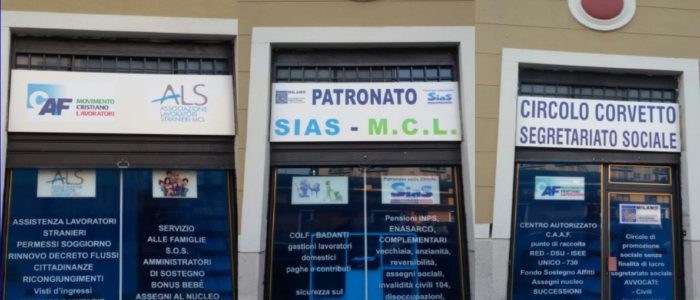 CAF
MOVIMENTO
CRISTIANO
LAVORATORI
ALS
ASSOCIAZIONE
LAVORATORI
STRANIERI MCL
ALS
ASSISTENZA LAVORATORI
STRANIERI
PERMESSI SOGGIORNO
RINNOVO DECRETO FLUSSI
CITTADINANZE
RICONGIUNGIMENTI
Visti d'ingressi
SERVIZIO
ALLE FAMIGLIE
S.O.S.
AMMINISTRATORI
DI SOSTEGNO
BONUS BEBÉ
ASSEGNI AL NUCLEO
MILANO
PATRONATO
SIAS
SIAS - M.C.L.
COLF - BADANTI
gestioni lavoratori
domestici
paghe e contributi
sicurezza sul
SIAS
Pensioni INPS,
ENASARCO,
COMPLEMENTARI
vecchiaia, anzianità,
reversibilità,
assegni sociali,
invalidità civili 104,
disoccupazioni,
CIRCOLO CORVETTO
SEGRETARIATO SOCIALE
CAF
CENTRO AUTORIZZATO
C.A.A.F.
punto di raccolta
RED - DSU - ISEE
UNICO - 730
Fondo Sostegno Affitti
Assegni nucleo
SUCCESSIONI
MILANO
Circolo di
promozione
sociale senza
finalità di lucro
segretariato sociale
AVVOCATI
- Civili